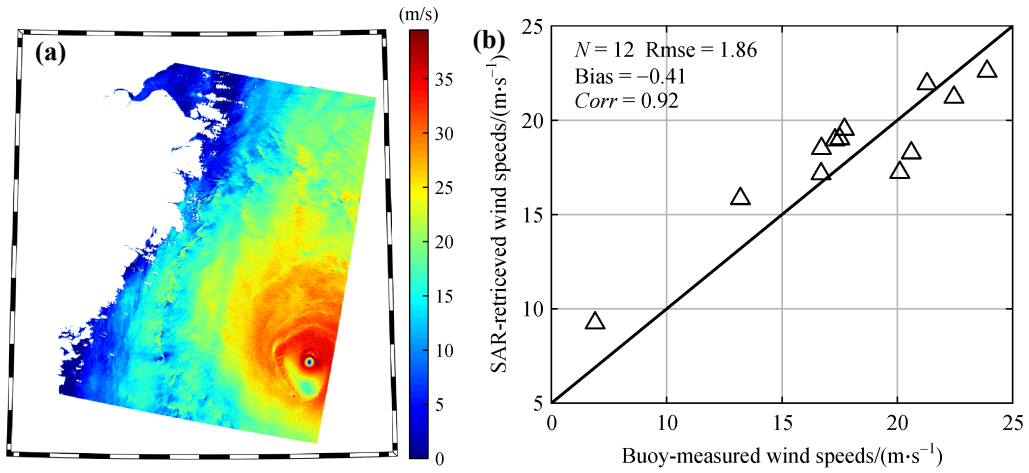 (m/s)
(a)
35
30
25
20
15
10
5
0
(b)
N = 12 Rmse = 1.86
Bias = −0.41
Corr = 0.92
25
20
15
10
5
0
10
15
20
25
SAR-retriceved wind speeds/(m·s⁻¹)
Buoy-measured wind speeds/(m·s⁻¹)